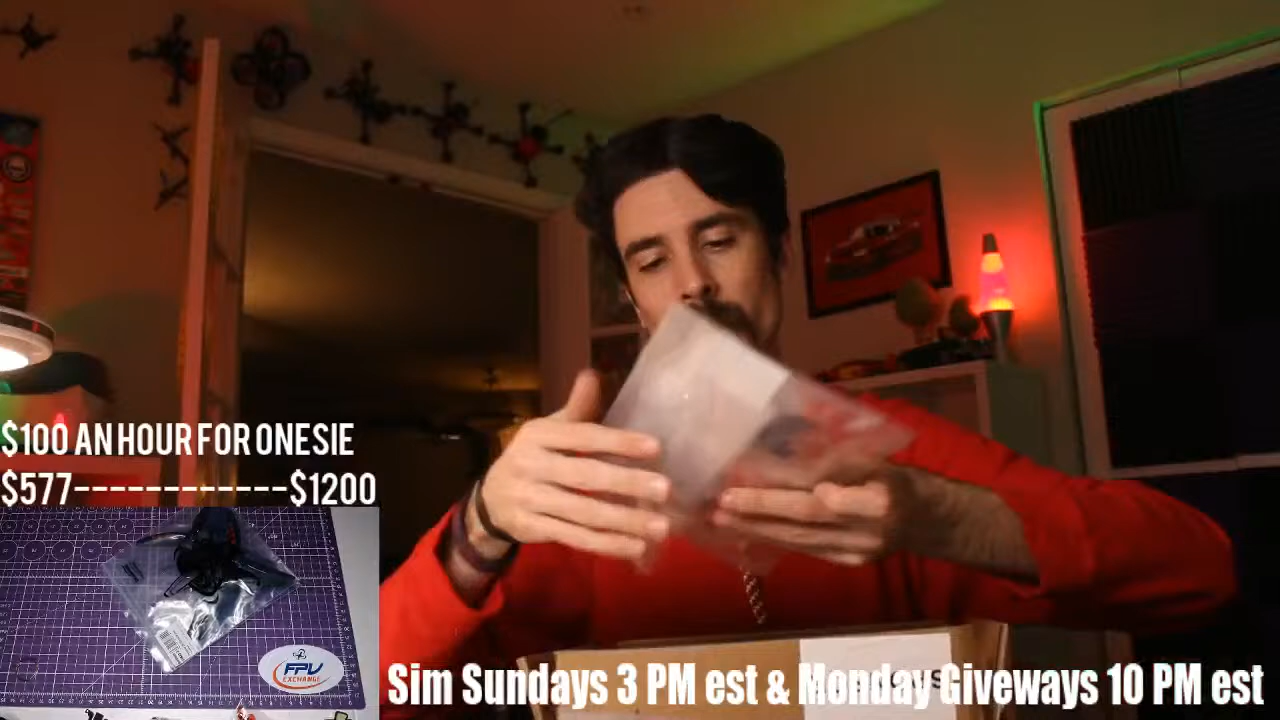 $100 AN HOUR FOR ONESIE
$577------------$1200
FPV
EXCHANGE
Sim Sundays 3 PM est & Monday Giveways 10 PM est